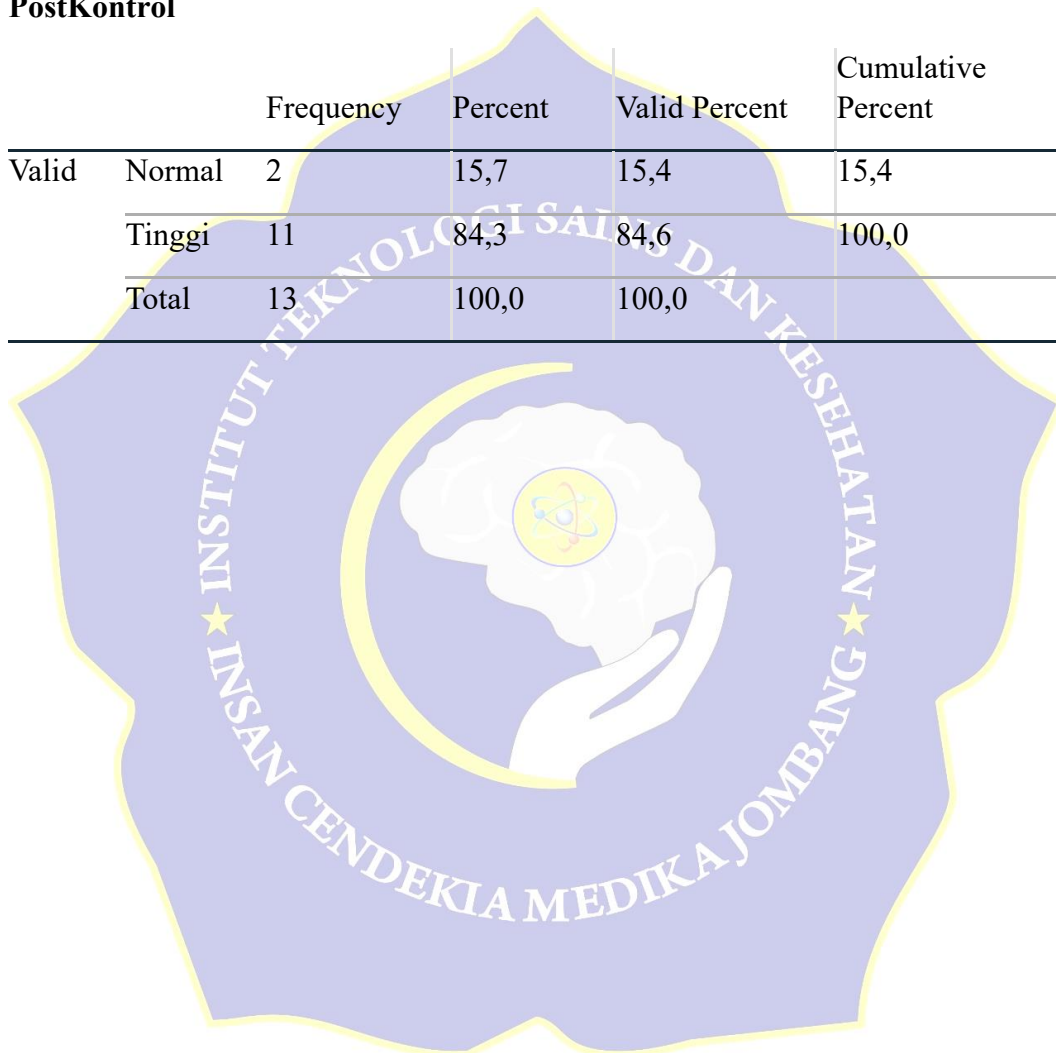 PostKontrol
Frequency Percent Valid Percent Cumulative Percent
Valid Normal 2 15,7 15,4 15,4
Tinggi 11 84,3 84,6 100,0
Total 13 100,0 100,0
INSTITUT TEKNOLOGI SAINS DAN KESEHATAN
INSAN CENDEKIA MEDIKA JOMBANG